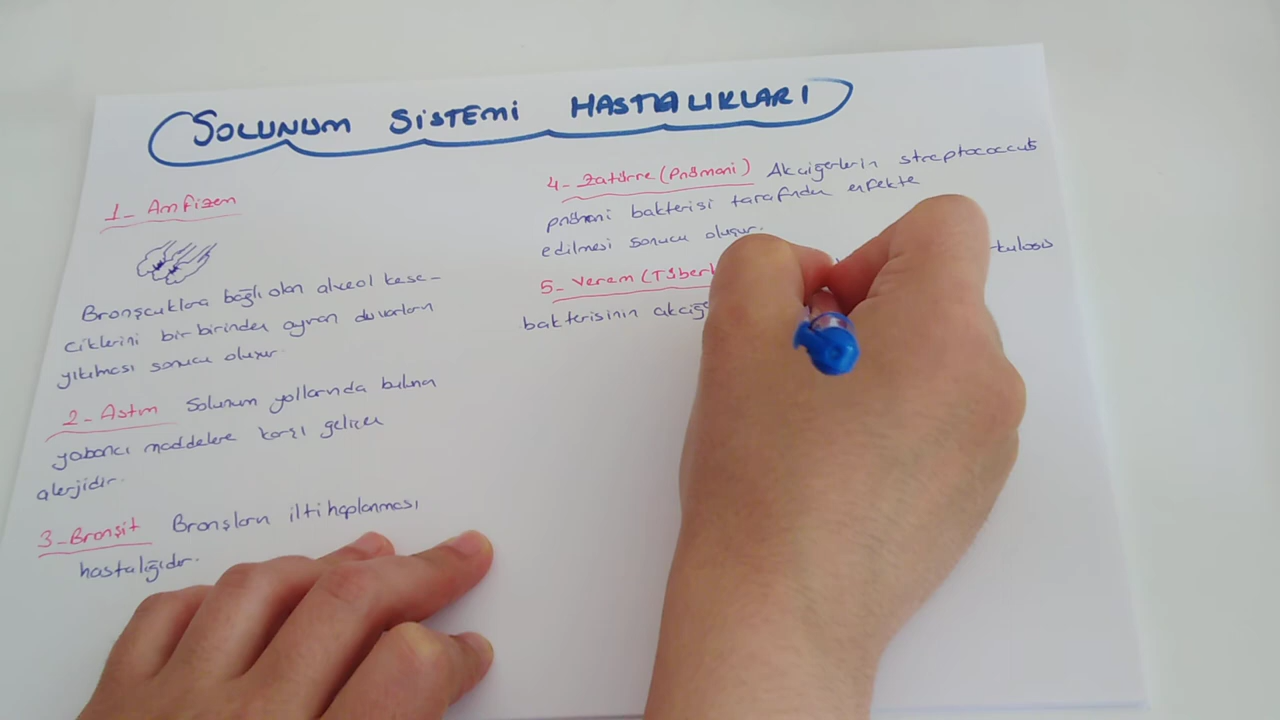 SOLUNUM SİSTEMİ HASTALIKLARI
1- Amfizem
Bronşcuklara bağlı olan alveol kese-
ciklerini birbirinden ayıran duvarların
yıkılması sonucu oluşur.
2- Astım Solunum yollarında bulunan
yabancı maddelere karşı gelişen
alerjidir.
3- Bronşit Bronşların iltihaplanması
hastalığıdır.
4- Zatürre (Pnömoni) Akciğerlerin streptococcus
pnömoni bakterisi tarafından enfekte
edilmesi sonucu oluşur.
5- Verem (Tüberk
bakterisinin akciğe